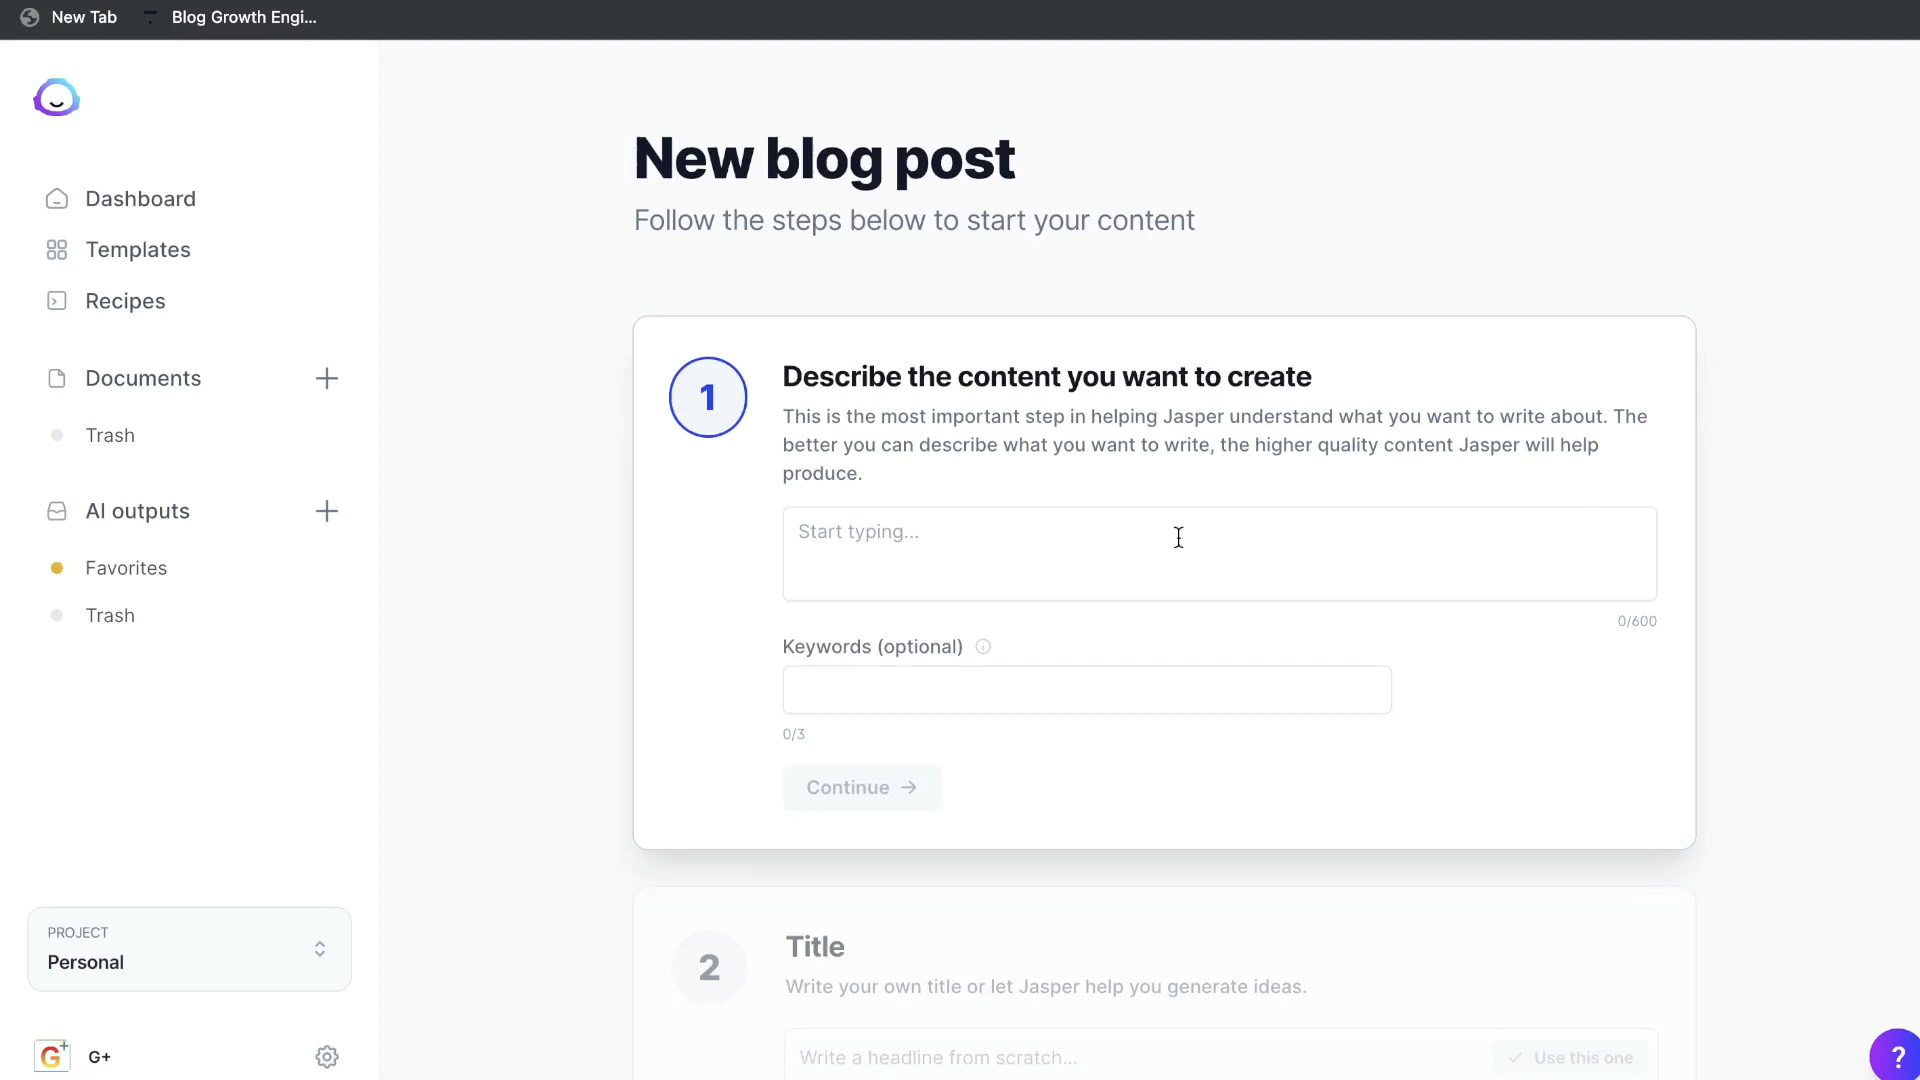 New Tab
Blog Growth Engi...
Dashboard
Templates
Recipes
Documents
Trash
AI outputs
Favorites
Trash
PROJECT
Personal
G+
New blog post
Follow the steps below to start your content
1
Describe the content you want to create
This is the most important step in helping Jasper understand what you want to write about. The
better you can describe what you want to write, the higher quality content Jasper will help
produce.
Start typing...
0/600
Keywords (optional)
0/3
Continue →
2
Title
Write your own title or let Jasper help you generate ideas.
Write a headline from scratch...
Use this one
?